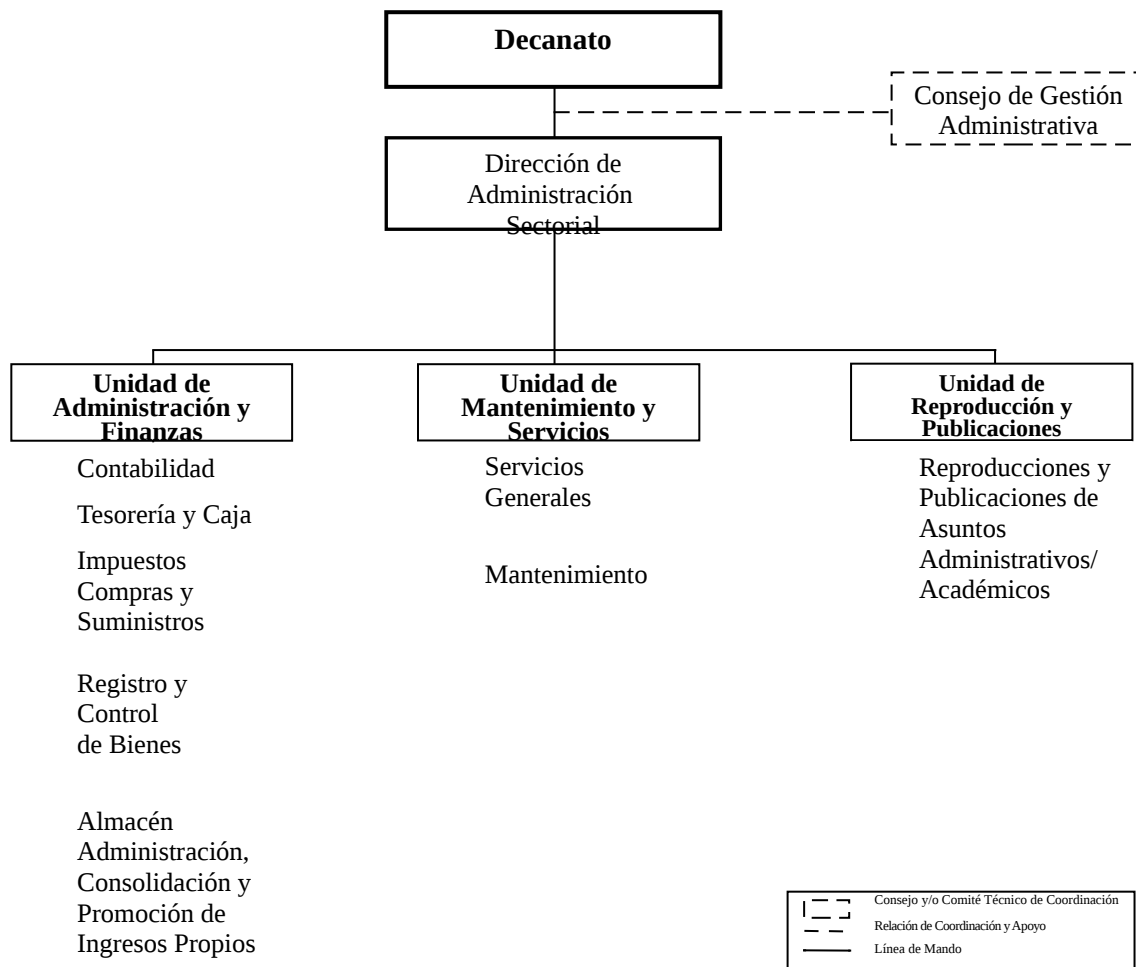 Decanato
Consejo de Gestión
Administrativa
Dirección de
Administración
Sectorial
Unidad de
Administración y
Finanzas
Contabilidad
Tesorería y Caja
Impuestos
Compras y
Suministros
Registro y
Control
de Bienes
Almacén
Administración,
Consolidación y
Promoción de
Ingresos Propios
Unidad de
Mantenimiento y
Servicios
Servicios
Generales
Mantenimiento
Unidad de
Reproducción y
Publicaciones
Reproducciones y
Publicaciones de
Asuntos
Administrativos/
Académicos
Consejo y/o Comité Técnico de Coordinación
Relación de Coordinación y Apoyo
Línea de Mando